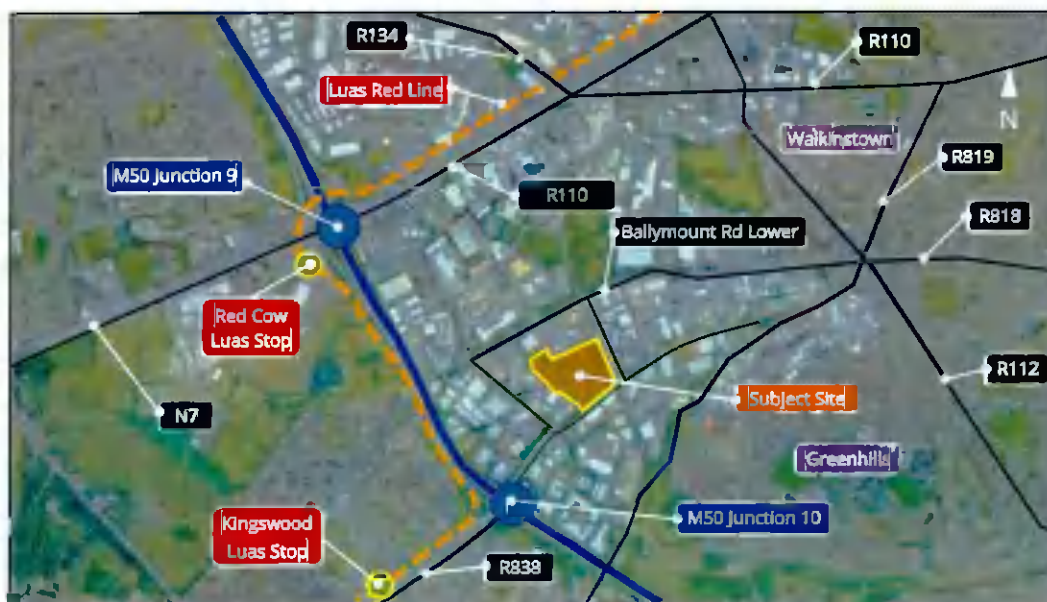 R134
R110
Luas Red Line
Walkinstown
M50 Junction 9
R819
R110
R818
Ballymount Rd Lower
Red Cow
Luas Stop
R112
Subject Site
N7
Greenhills
Kingswood
Luas Stop
M50 Junction 10
R838
N